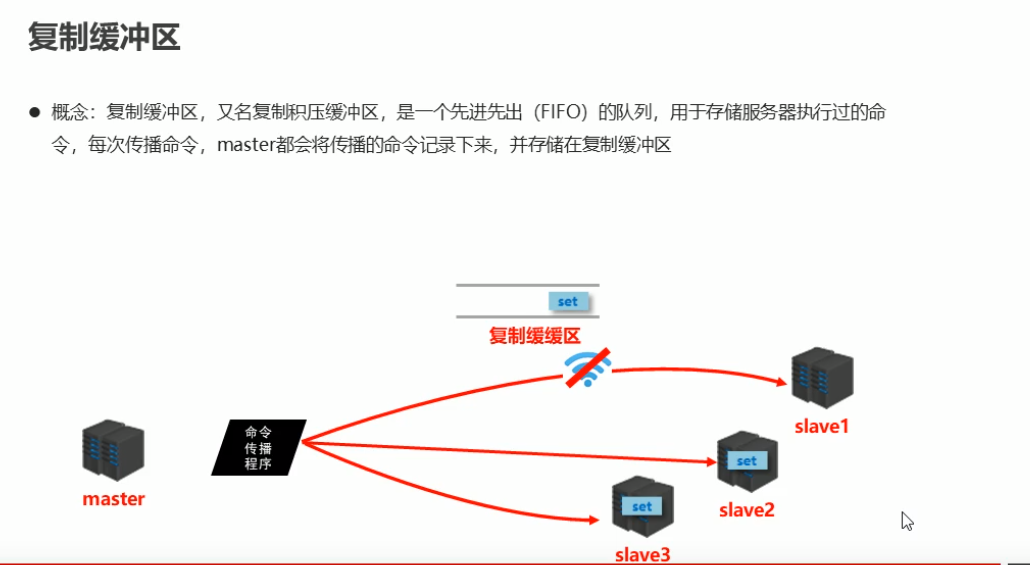 复制缓冲区
● 概念：复制缓冲区，又名复制积压缓冲区，是一个先进先出（FIFO）的队列，用于存储服务器执行过的命
令，每次传播命令，master都会将传播的命令记录下来，并存储在复制缓冲区
set
复制缓缓区
slave1
命令
传播
程序
set
master
slave2
set
slave3